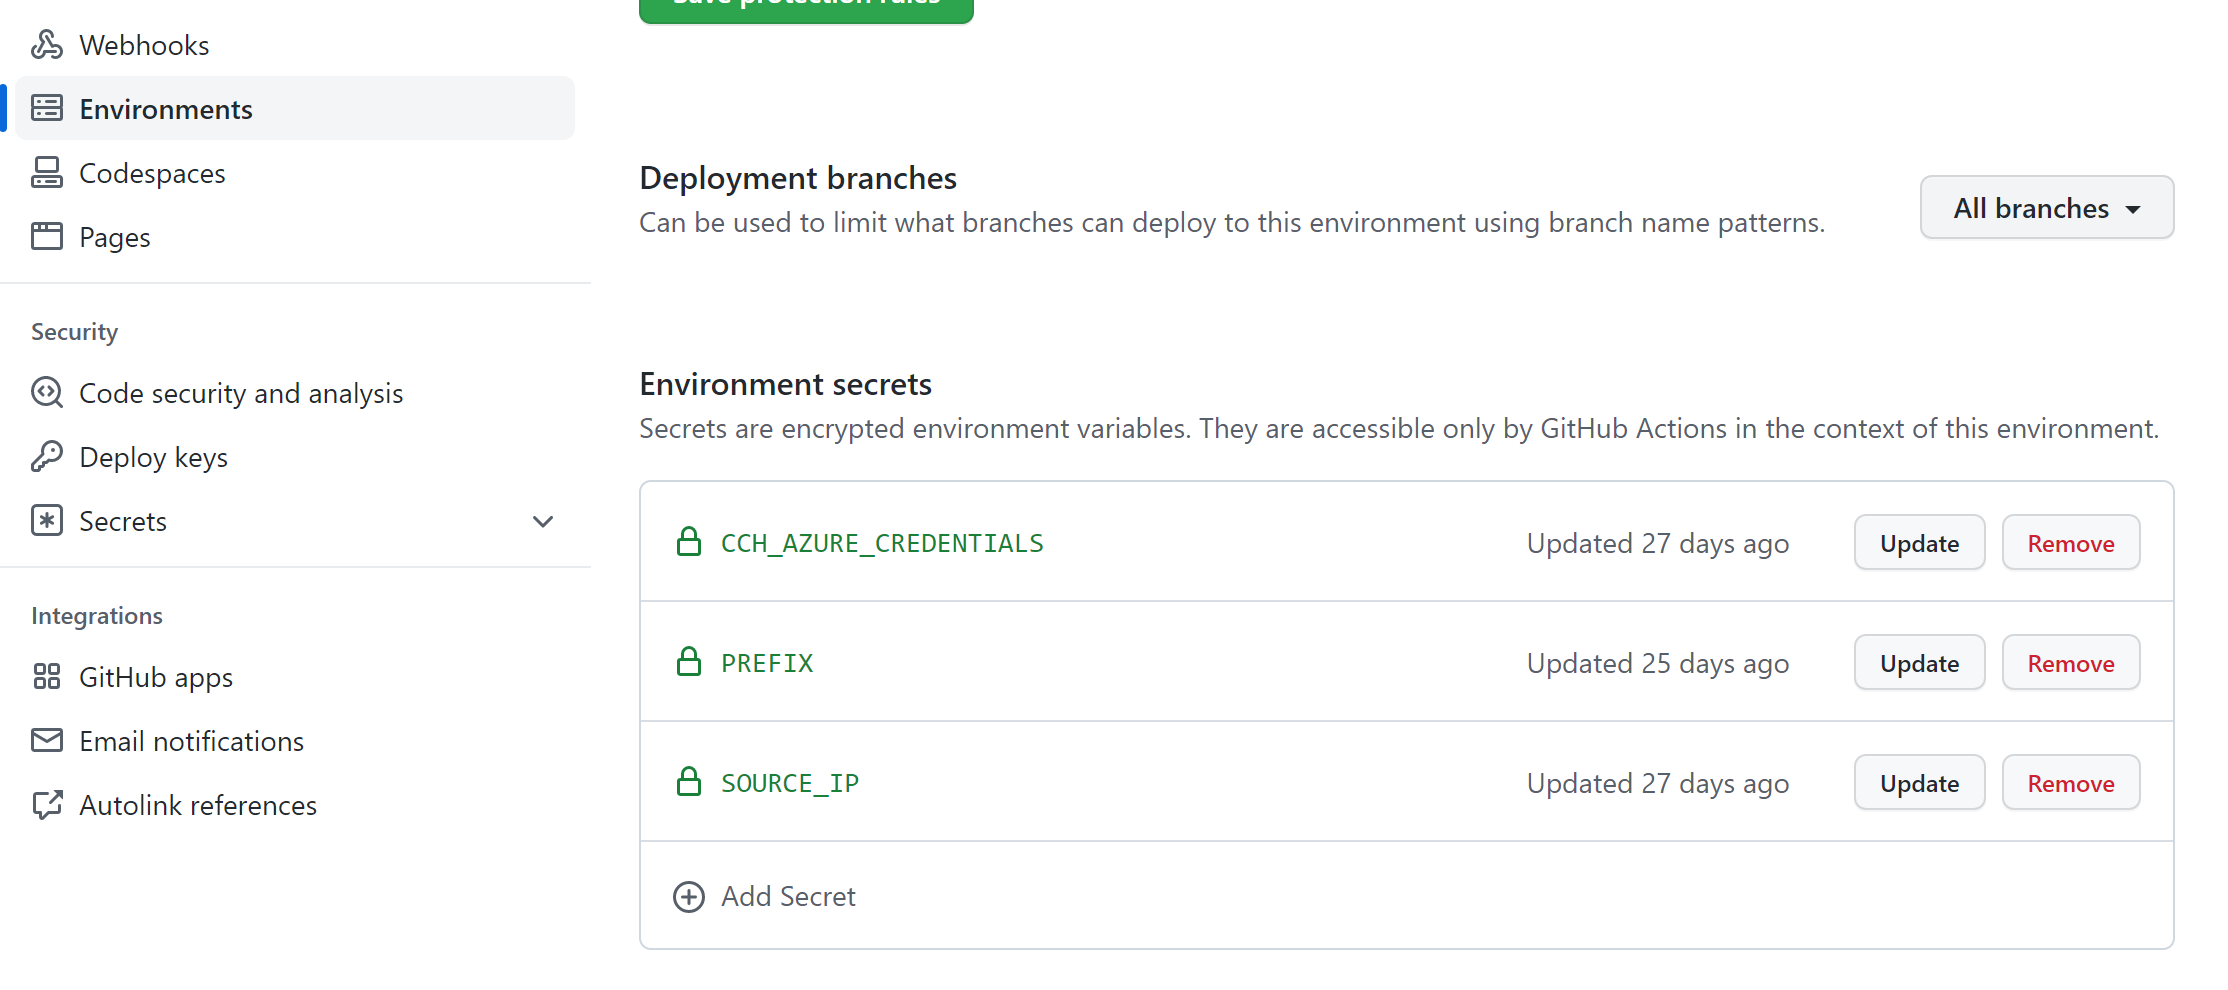 Save protection rules
Webhooks
Environments
Codespaces
Pages
Security
Code security and analysis
Deploy keys
Secrets
Integrations
GitHub apps
Email notifications
Autolink references
Deployment branches
Can be used to limit what branches can deploy to this environment using branch name patterns.
All branches
Environment secrets
Secrets are encrypted environment variables. They are accessible only by GitHub Actions in the context of this environment.
CCH_AZURE_CREDENTIALS Updated 27 days ago Update Remove
PREFIX Updated 25 days ago Update Remove
SOURCE_IP Updated 27 days ago Update Remove
Add Secret